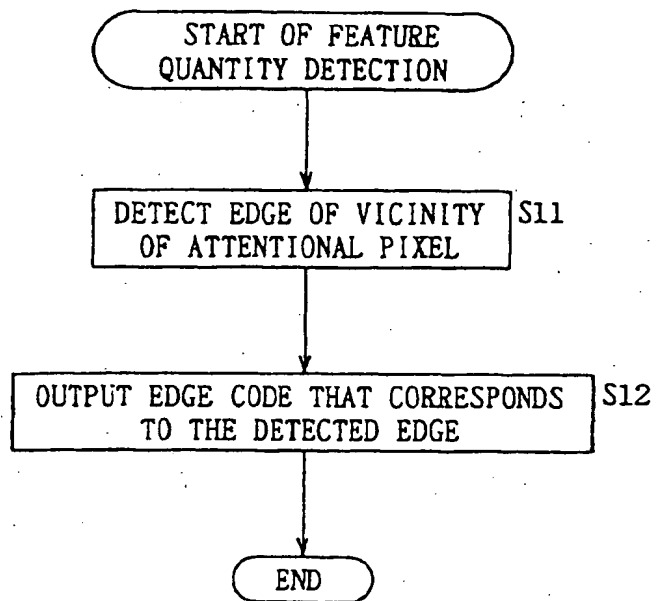 START OF FEATURE
QUANTITY DETECTION
DETECT EDGE OF VICINITY
OF ATTENTIONAL PIXEL
S11
OUTPUT EDGE CODE THAT CORRESPONDS
TO THE DETECTED EDGE
S12
END